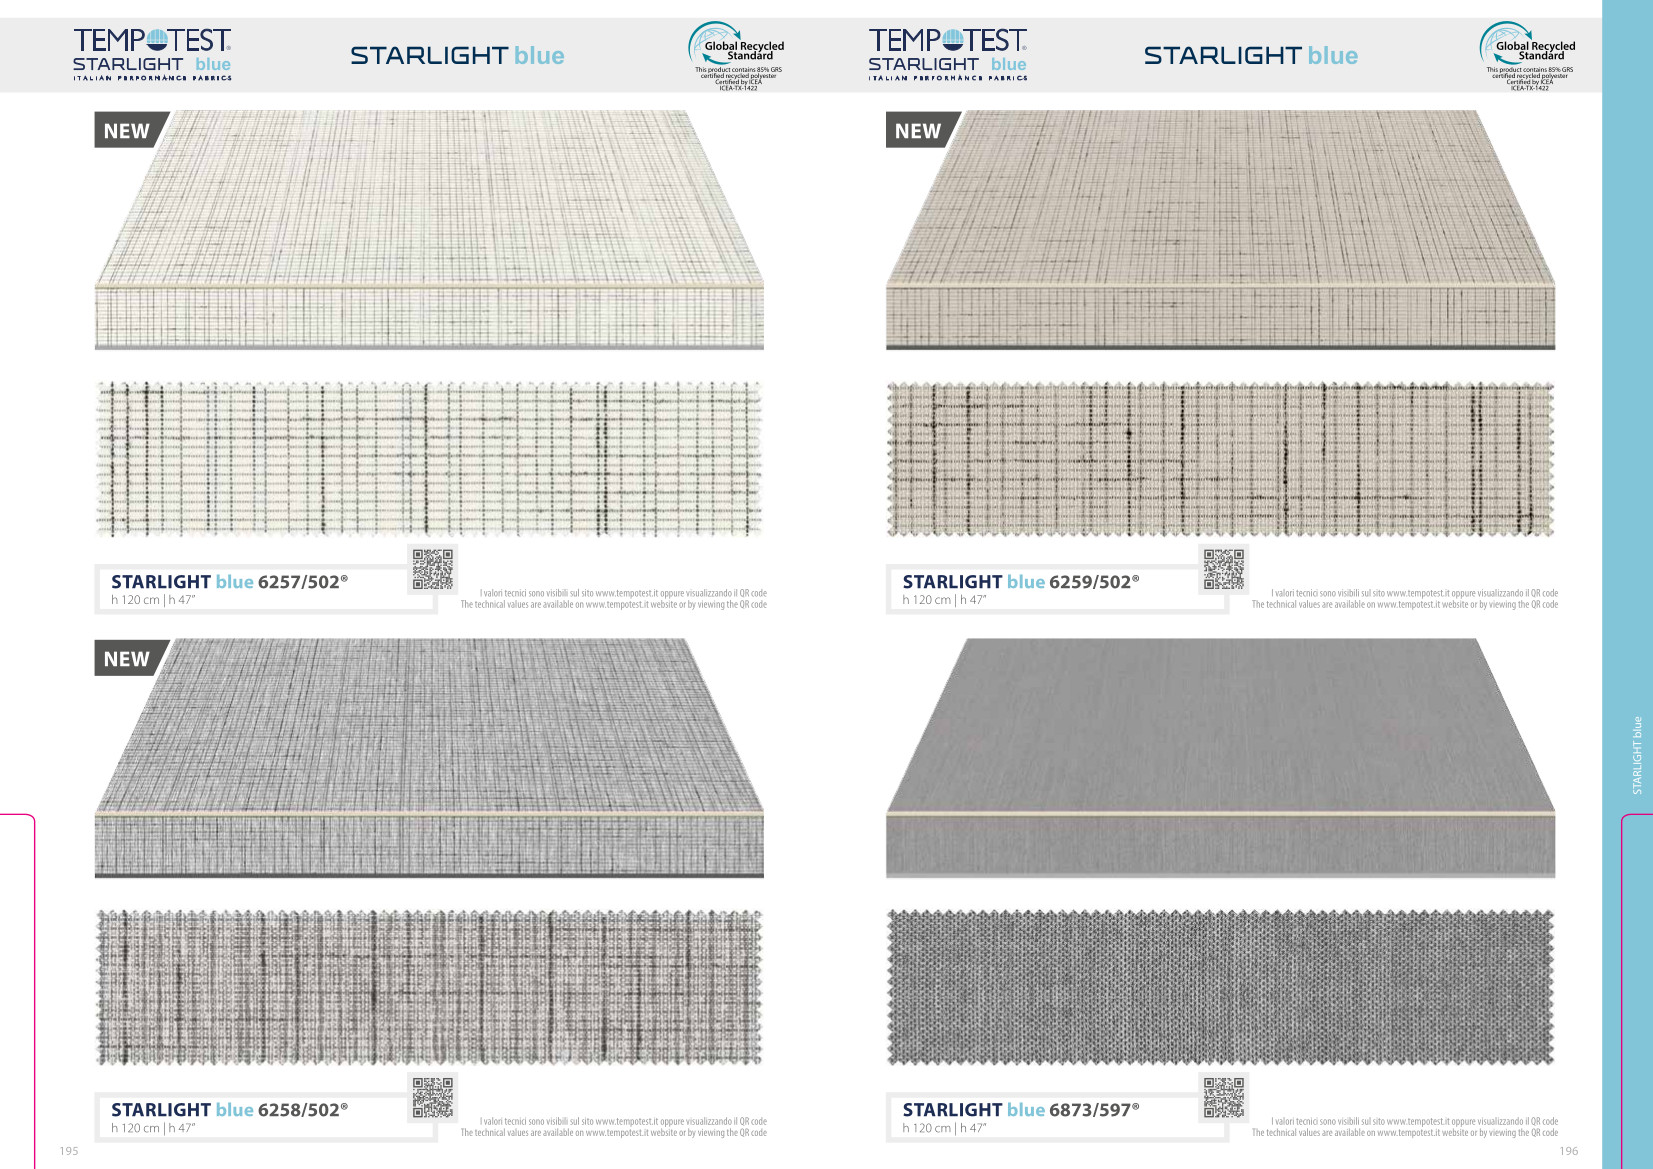 TEMPOTEST®
STARLIGHT blue
ITALIAN PERFORMANCE FABRICS
STARLIGHT blue
Global Recycled
Standard
This product contains 85% GRS
certified recycled polyester
Certified by ICEA
ICEA-TX-1422
NEW
STARLIGHT blue 6257/502®
h 120 cm | h 47”
I valori tecnici sono visibili sul sito www.tempotest.it oppure visualizzando il QR code
The technical values are available on www.tempotest.it website or by viewing the QR code
NEW
STARLIGHT blue 6258/502®
h 120 cm | h 47”
I valori tecnici sono visibili sul sito www.tempotest.it oppure visualizzando il QR code
The technical values are available on www.tempotest.it website or by viewing the QR code
195
TEMPOTEST®
STARLIGHT blue
ITALIAN PERFORMANCE FABRICS
STARLIGHT blue
Global Recycled
Standard
This product contains 85% GRS
certified recycled polyester
Certified by ICEA
ICEA-TX-1422
NEW
STARLIGHT blue 6259/502®
h 120 cm | h 47”
I valori tecnici sono visibili sul sito www.tempotest.it oppure visualizzando il QR code
The technical values are available on www.tempotest.it website or by viewing the QR code
STARLIGHT blue 6873/597®
h 120 cm | h 47”
I valori tecnici sono visibili sul sito www.tempotest.it oppure visualizzando il QR code
The technical values are available on www.tempotest.it website or by viewing the QR code
196
STARLIGHT blue